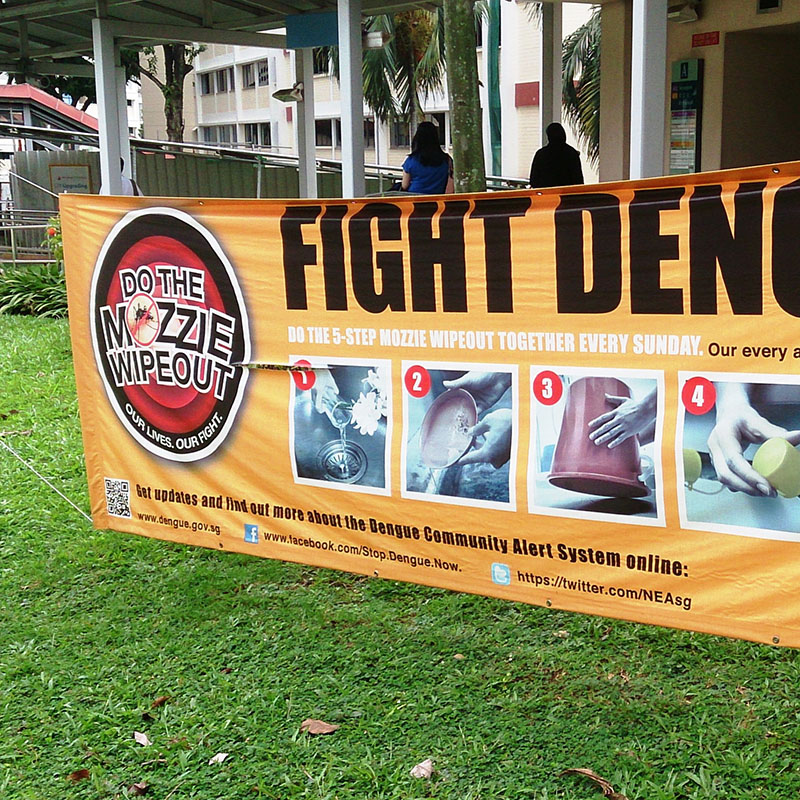 FIGHT DENG
DO THE
MOZZIE
WIPEOUT
OUR LIVES. OUR FIGHT.
DO THE 5-STEP MOZZIE WIPEOUT TOGETHER EVERY SUNDAY. Our every a
1
2
3
4
Get updates and find out more about the Dengue Community Alert System online:
www.dengue.gov.sg
f
www.facebook.com/Stop.Dengue.Now.
https://twitter.com/NEAsg
A